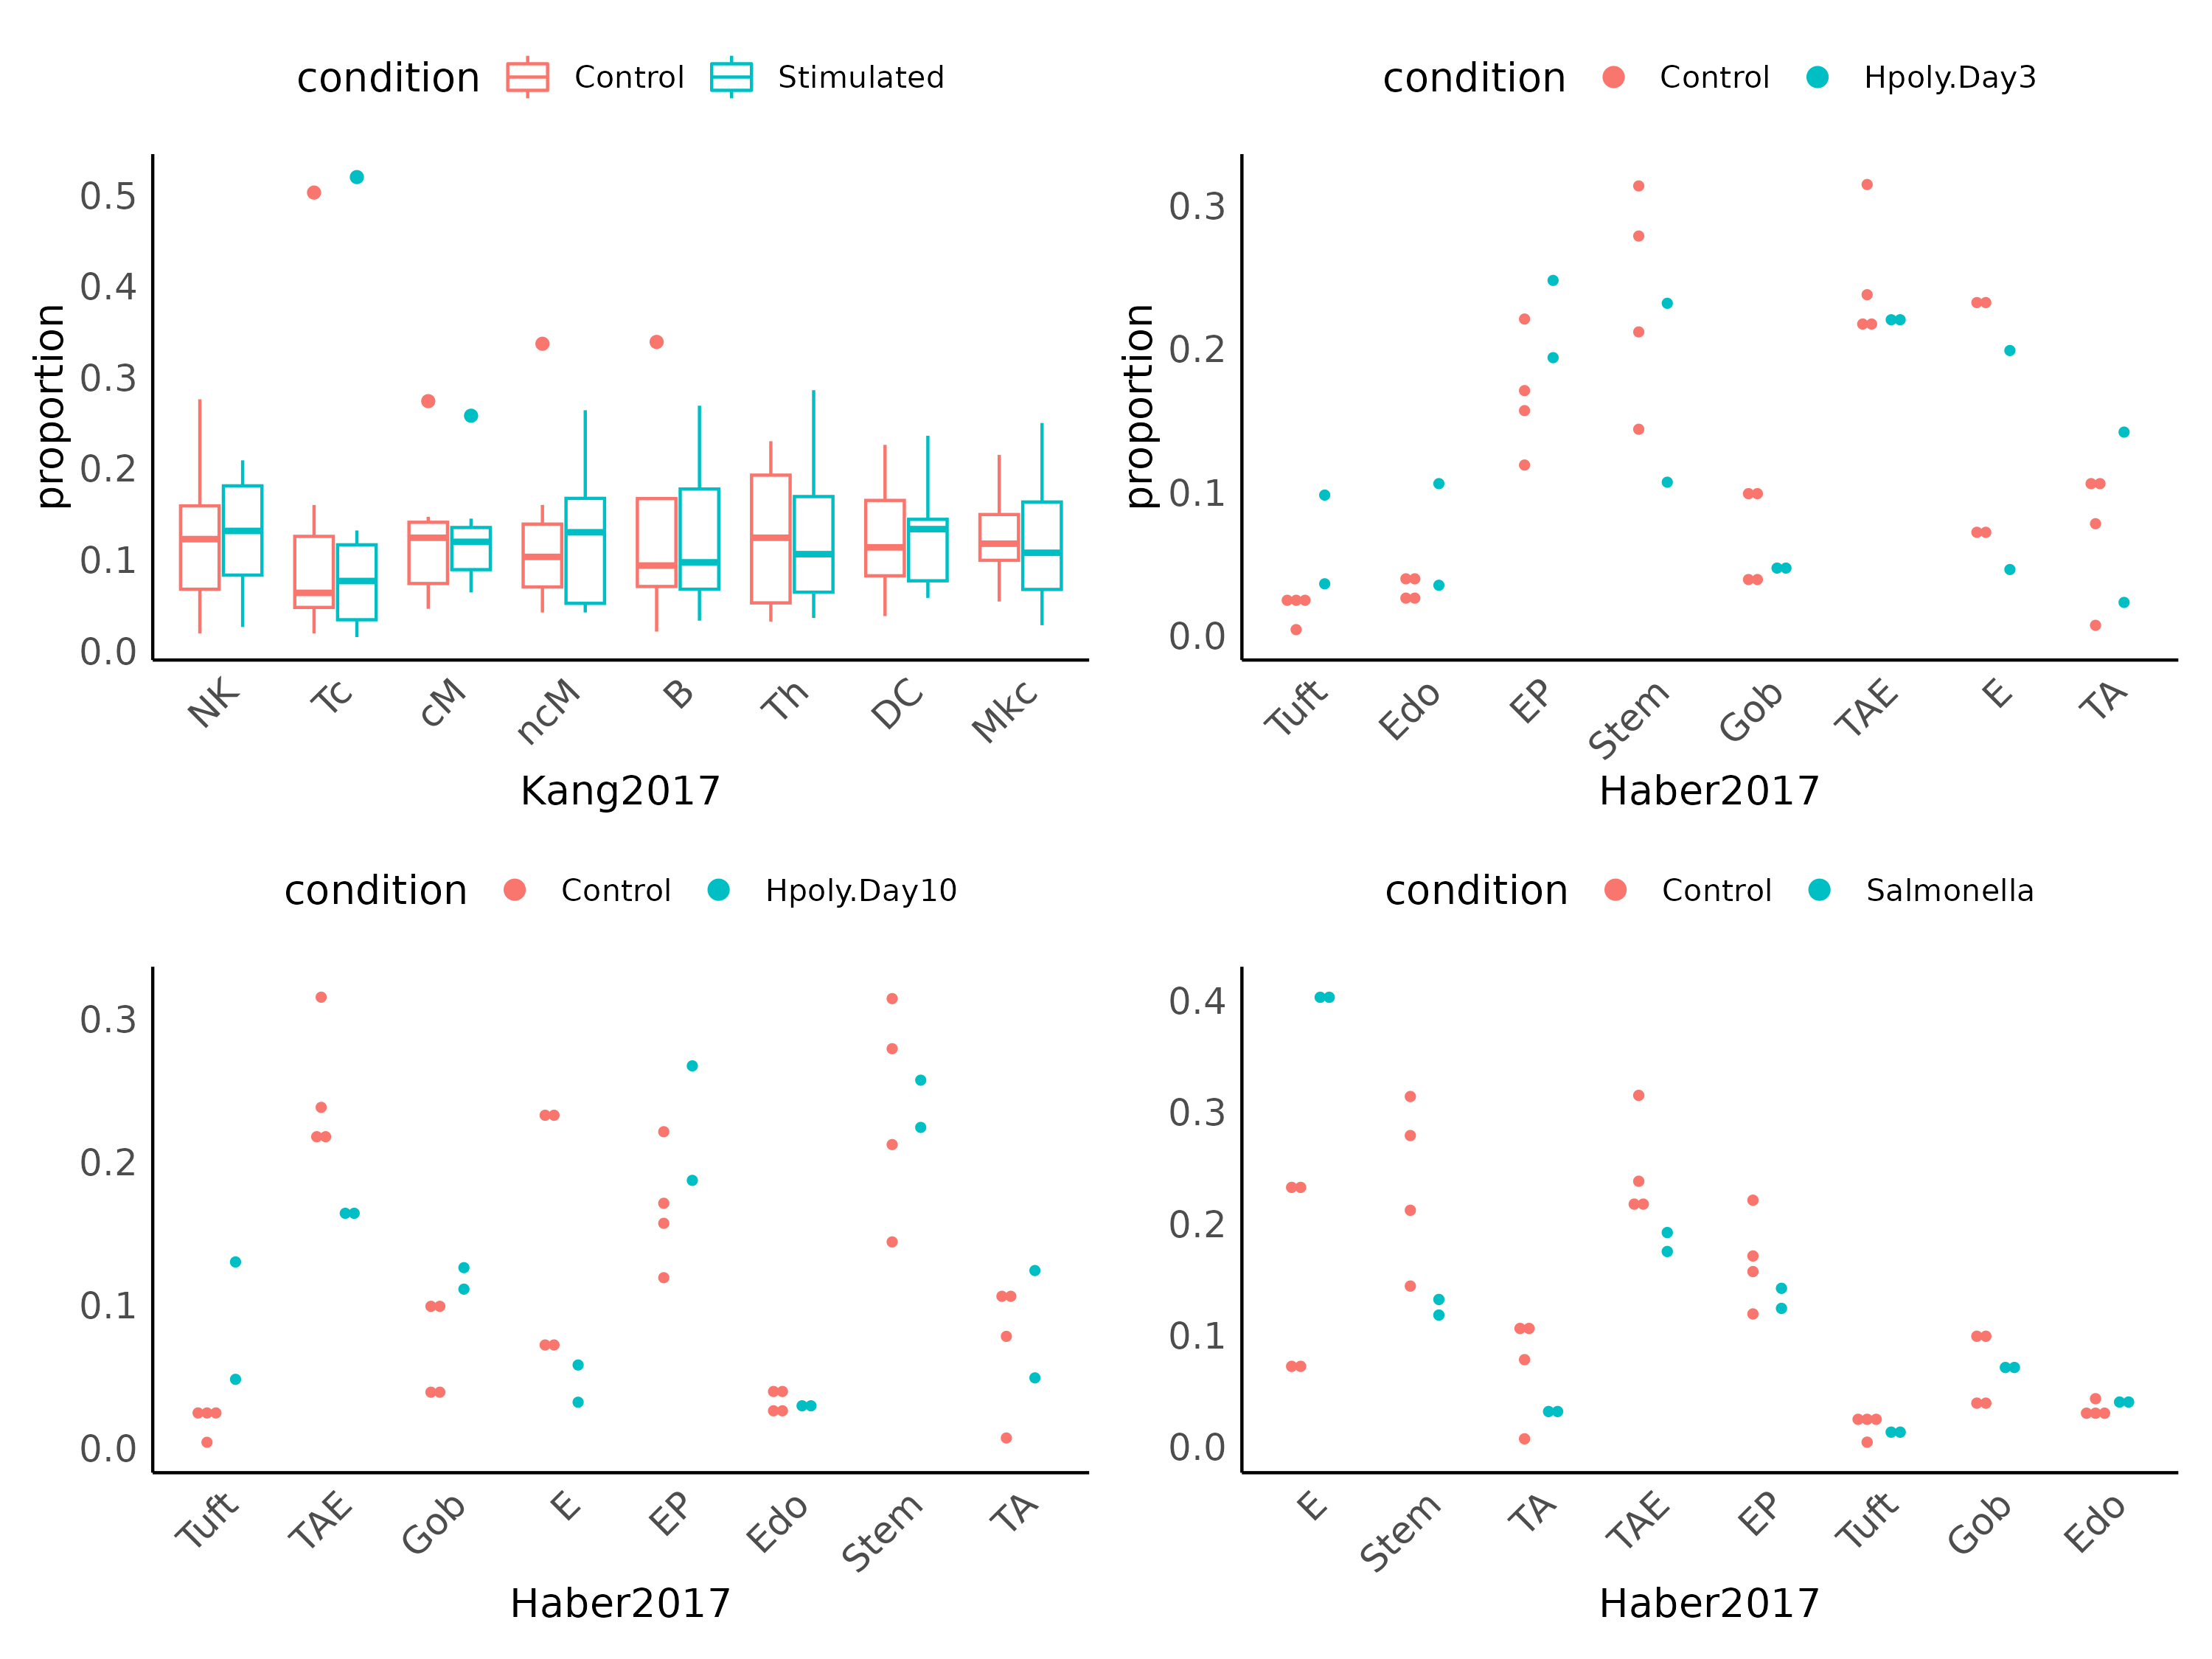 condition Control Stimulated
proportion
0.5
0.4
0.3
0.2
0.1
0.0
NK Tc cM ncM B Th DC Mkc
Kang2017
condition Control Hpoly.Day3
proportion
0.3
0.2
0.1
0.0
Tuft Edo EP Stem Gob TAE E TA
Haber2017
condition Control Hpoly.Day10
0.3
0.2
0.1
0.0
Tuft TAE Gob E EP Edo Stem TA
Haber2017
condition Control Salmonella
0.4
0.3
0.2
0.1
0.0
E Stem TA TAE EP Tuft Gob Edo
Haber2017